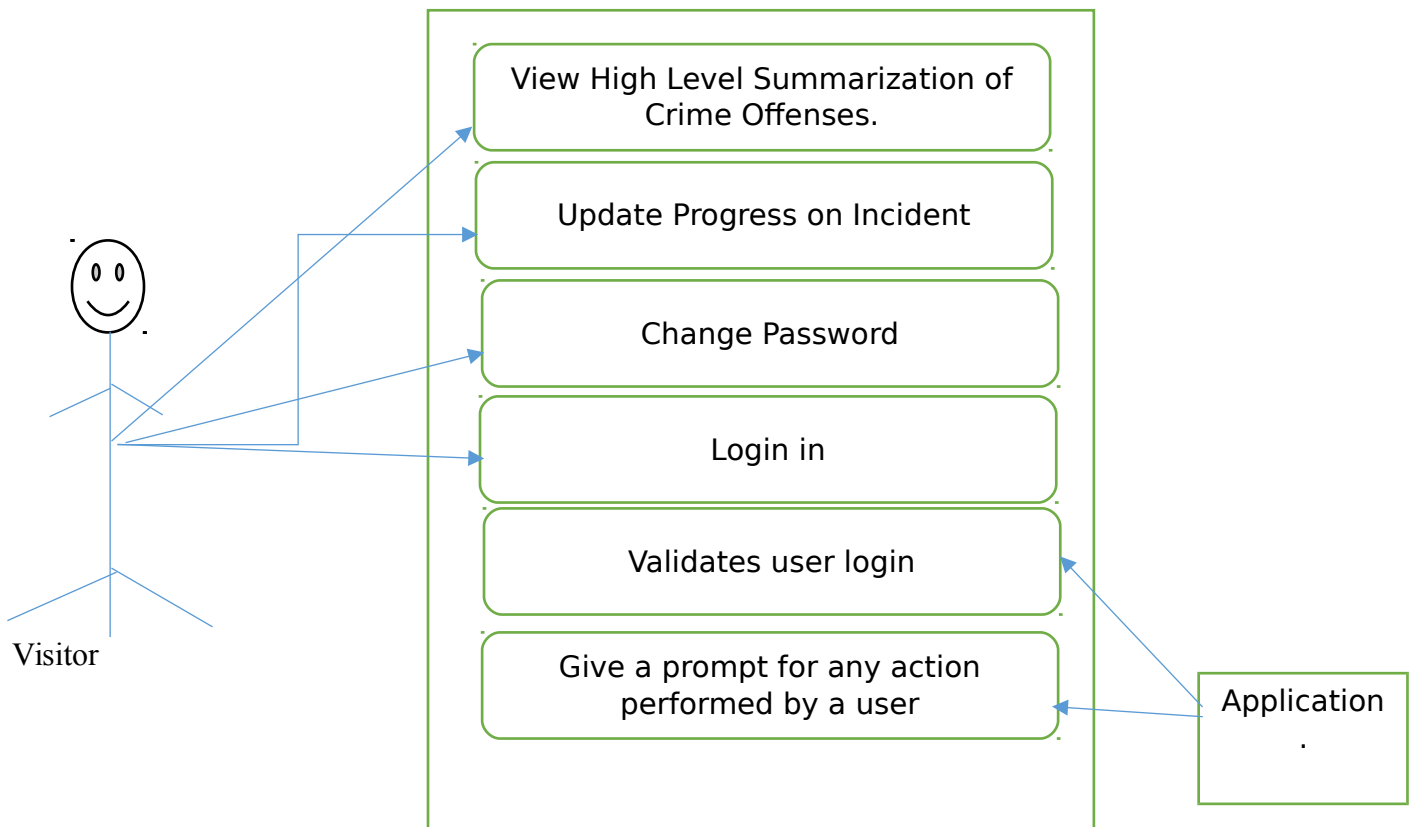 View High Level Summarization of
Crime Offenses.
Update Progress on Incident
Change Password
Login in
Validates user login
Give a prompt for any action
performed by a user
Visitor
Application
.